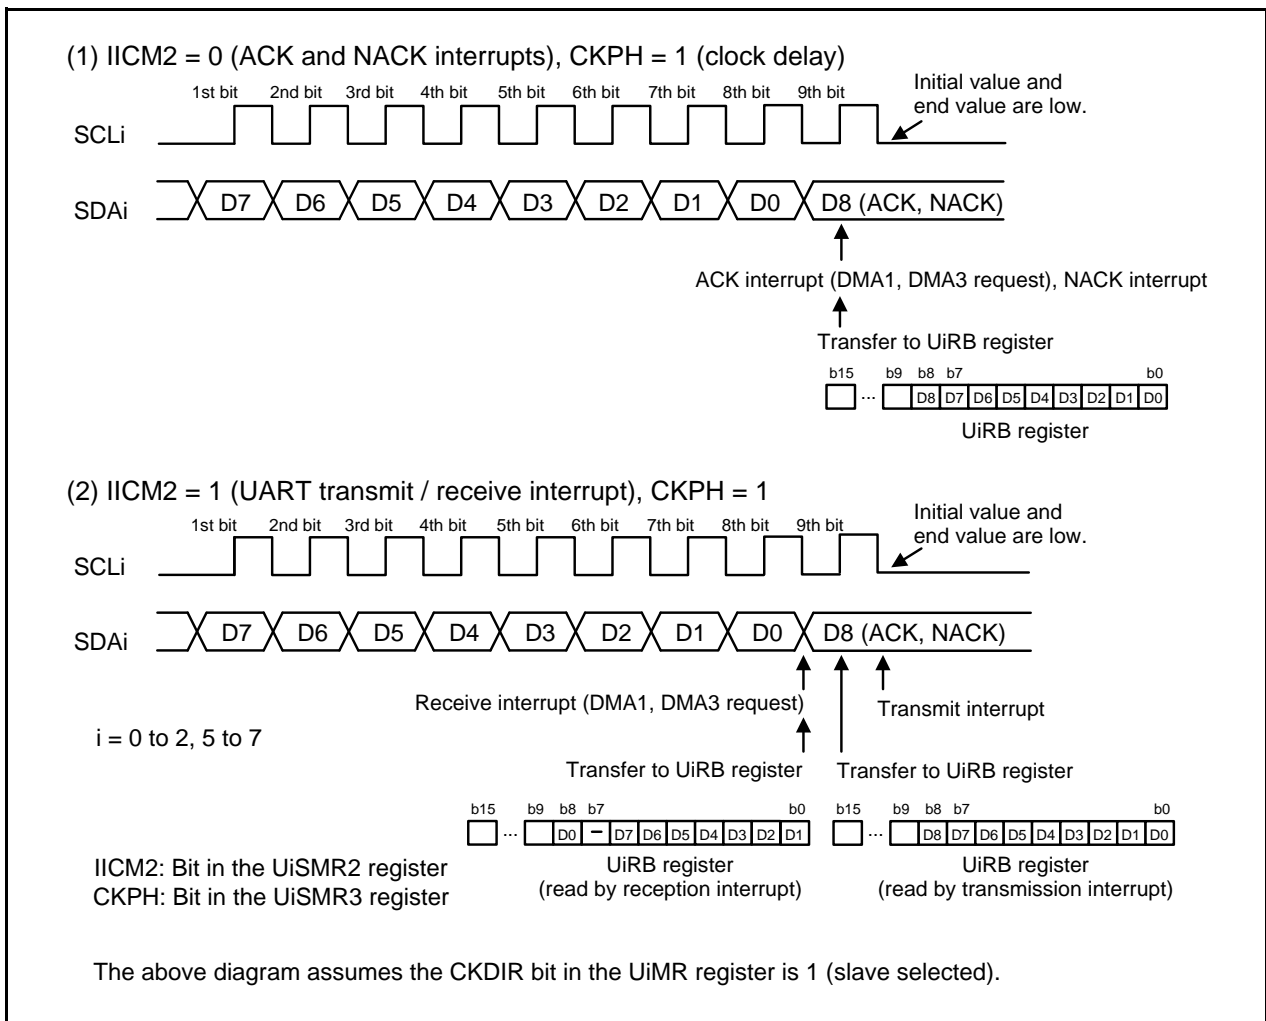 (1) IICM2 = 0 (ACK and NACK interrupts), CKPH = 1 (clock delay)
Initial value and
end value are low.
1st bit 2nd bit 3rd bit 4th bit 5th bit 6th bit 7th bit 8th bit 9th bit
SCLi
SDAi D7 D6 D5 D4 D3 D2 D1 D0 D8 (ACK, NACK)
ACK interrupt (DMA1, DMA3 request), NACK interrupt
Transfer to UiRB register
b15 b9 b8 b7 b0
... D8 D7 D6 D5 D4 D3 D2 D1 D0
UiRB register
(2) IICM2 = 1 (UART transmit / receive interrupt), CKPH = 1
Initial value and
end value are low.
1st bit 2nd bit 3rd bit 4th bit 5th bit 6th bit 7th bit 8th bit 9th bit
SCLi
SDAi D7 D6 D5 D4 D3 D2 D1 D0 D8 (ACK, NACK)
Receive interrupt (DMA1, DMA3 request) Transmit interrupt
i = 0 to 2, 5 to 7
Transfer to UiRB register Transfer to UiRB register
b15 b9 b8 b7 b0 b15 b9 b8 b7 b0
... D0 – D7 D6 D5 D4 D3 D2 D1 ... D8 D7 D6 D5 D4 D3 D2 D1 D0
UiRB register UiRB register
(read by reception interrupt) (read by transmission interrupt)
IICM2: Bit in the UiSMR2 register
CKPH: Bit in the UiSMR3 register
The above diagram assumes the CKDIR bit in the UiMR register is 1 (slave selected).